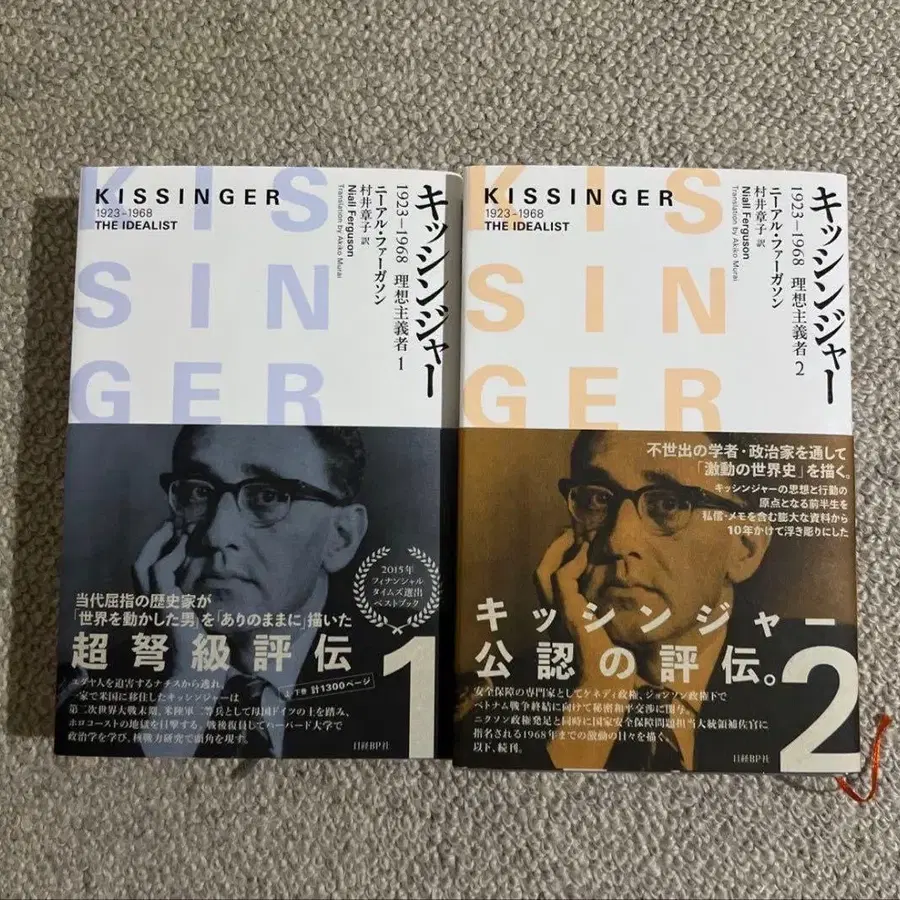 KISSINGER
1923–1968
THE IDEALIST
KIS
SIN
GER
キッシンジャー
1923–1968 理想主義者 1
ニーアル・ファーガソン
村井章子 訳
Niall Ferguson
Translation by Akiko Murai
2015年
フィナンシャル
タイムズ選出
ベストブック
当代屈指の歴史家が
「世界を動かした男」を「ありのままに」描いた
超弩級評伝
上・下巻 計1300ページ
ユダヤ人を迫害するナチスから逃れ、
一家で米国に移住したキッシンジャーは
第二次世界大戦末期、米陸軍二等兵として母国ドイツの土を踏み、
ホロコーストの地獄を目撃する。戦後復員してハーバード大学で
政治学を学び、核戦力研究で頭角を現す。
1
日経BP社
KISSINGER
1923–1968
THE IDEALIST
KIS
SIN
GER
キッシンジャー
1923–1968 理想主義者 2
ニーアル・ファーガソン
村井章子 訳
Niall Ferguson
Translation by Akiko Murai
不世出の学者・政治家を通して
「激動の世界史」を描く。
キッシンジャーの思想と行動の
原点となる前半生を
私信・メモを含む膨大な資料から
10年かけて浮き彫りにした
キッシンジャー
公認の評伝。
安全保障の専門家としてケネディ政権、ジョンソン政権下で
ベトナム戦争終結に向けて秘密和平交渉に関与。
ニクソン政権発足と同時に国家安全保障問題担当大統領補佐官に
指名される1968年までの激動の日々を描く。
以下、続刊。
2
日経BP社